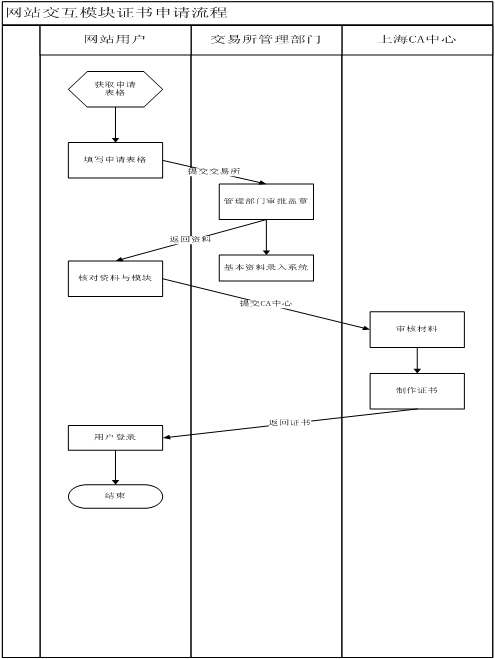 网站交互模块证书申请流程
网站用户
交易所管理部门
上海CA中心
获取申请
表格
填写申请表格
提交交易所
管理部门审批盖章
返回资料
核对资料与模块
基本资料录入系统
提交CA中心
审核材料
制作证书
返回证书
用户登录
结束